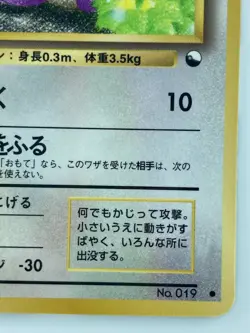 ン：身長0.3m、体重3.5kg
く 10
をふる
「おもて」なら、このワザを受けた相手は、次の
を使えない。
にげる
何でもかじって攻撃。
小さいうえに動きがす
ばやく、いろんな所に
出没する。
ジ -30
No. 019 ●